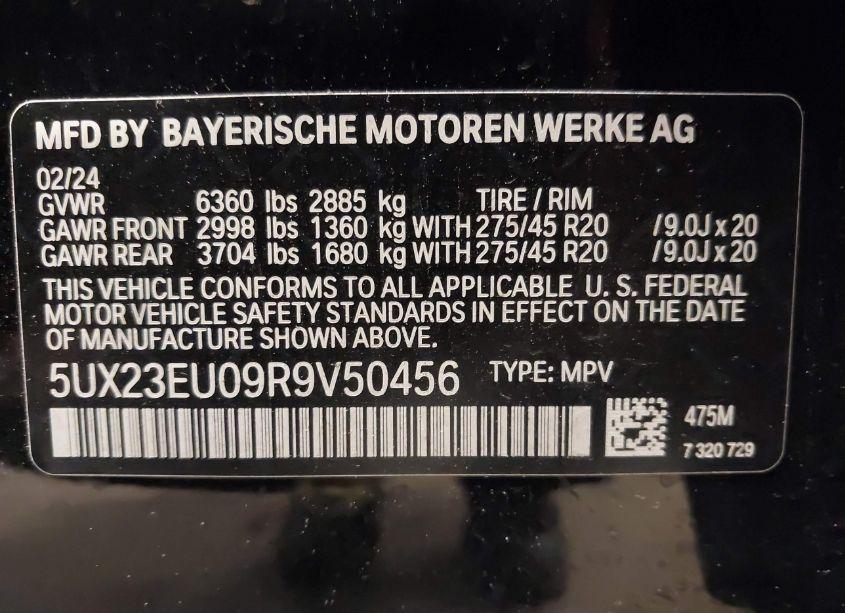 MFD BY BAYERISCHE MOTOREN WERKE AG
02/24
GVWR 6360 lbs 2885 kg TIRE / RIM
GAWR FRONT 2998 lbs 1360 kg WITH 275/45 R20 /9.0J x 20
GAWR REAR 3704 lbs 1680 kg WITH 275/45 R20 /9.0J x 20
THIS VEHICLE CONFORMS TO ALL APPLICABLE U. S. FEDERAL
MOTOR VEHICLE SAFETY STANDARDS IN EFFECT ON THE DATE
OF MANUFACTURE SHOWN ABOVE.
5UX23EU09R9V50456 TYPE: MPV
475M
7 320 729